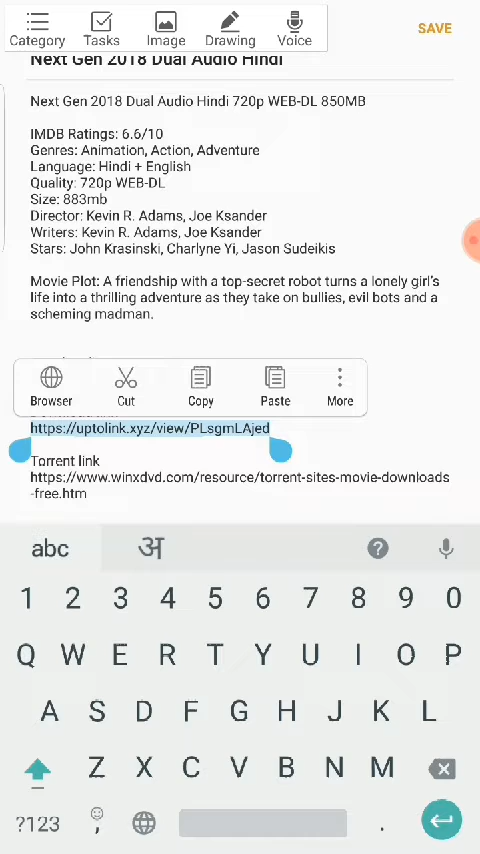 Category Tasks Image Drawing Voice
SAVE
Next Gen 2018 Dual Audio Hindi
Next Gen 2018 Dual Audio Hindi 720p WEB-DL 850MB
IMDB Ratings: 6.6/10
Genres: Animation, Action, Adventure
Language: Hindi + English
Quality: 720p WEB-DL
Size: 883mb
Director: Kevin R. Adams, Joe Ksander
Writers: Kevin R. Adams, Joe Ksander
Stars: John Krasinski, Charlyne Yi, Jason Sudeikis
Movie Plot: A friendship with a top-secret robot turns a lonely girl's
life into a thrilling adventure as they take on bullies, evil bots and a
scheming madman.
Browser Cut Copy Paste More
https://uptolink.xyz/view/PLsgmLAjed
Torrent link
https://www.winxdvd.com/resource/torrent-sites-movie-downloads
-free.htm
abc अ ?
1 2 3 4 5 6 7 8 9 0
Q W E R T Y U I O P
A S D F G H J K L
Z X C V B N M
?123 , .